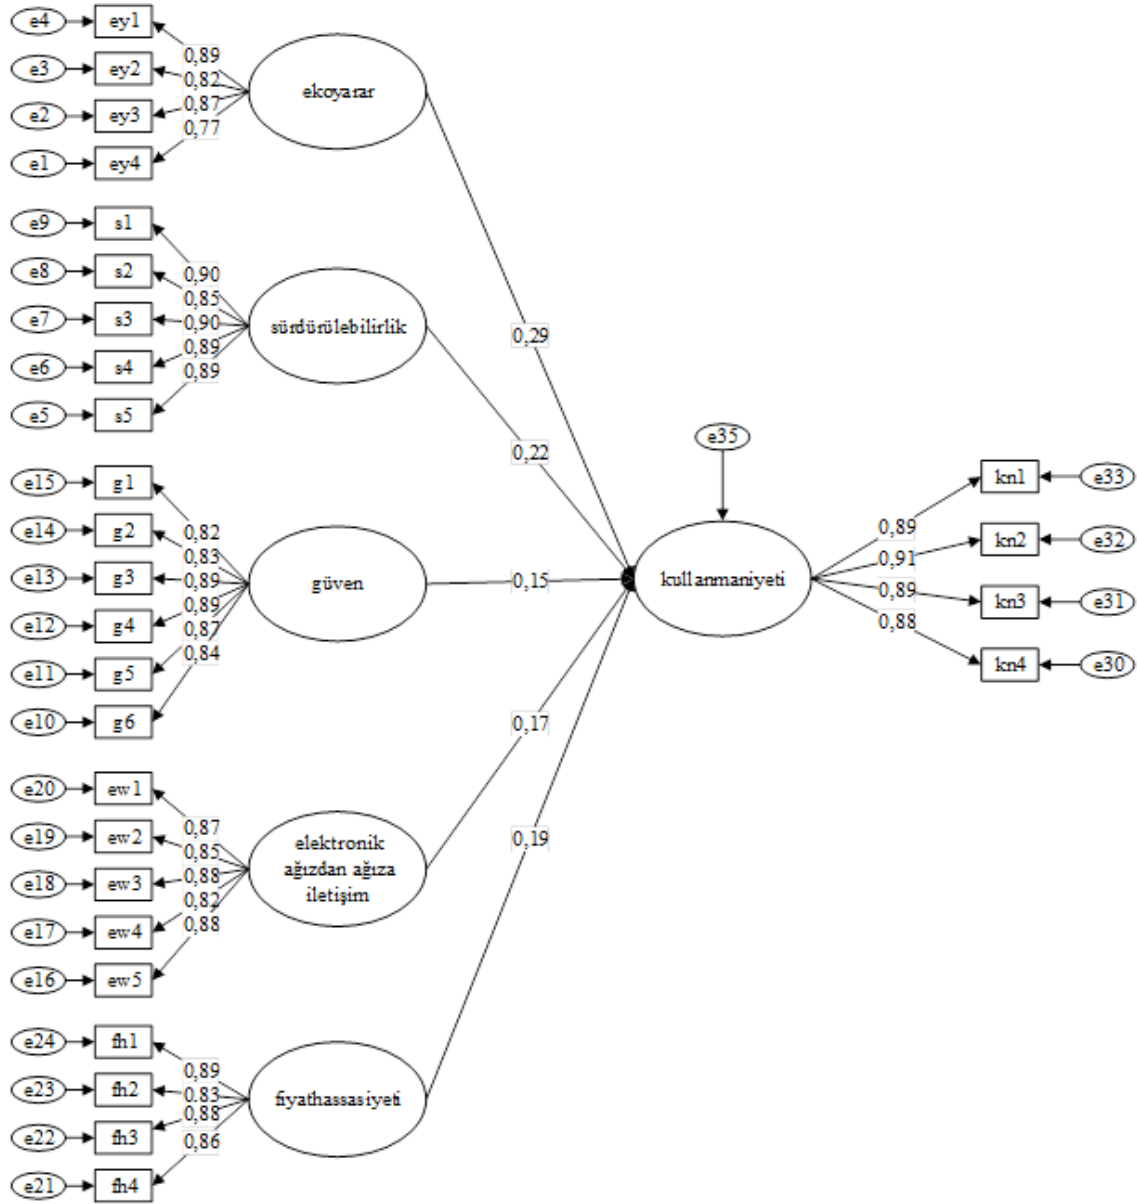 e4 ey1
e3 ey2
e2 ey3
e1 ey4
0,89
0,82
0,87
0,77
ekoyarar
e9 s1
e8 s2
e7 s3
e6 s4
e5 s5
0,90
0,85
0,90
0,89
0,89
sürdürülebilirlik
e15 g1
e14 g2
e13 g3
e12 g4
e11 g5
e10 g6
0,82
0,83
0,89
0,89
0,87
0,84
güven
e20 ew1
e19 ew2
e18 ew3
e17 ew4
e16 ew5
0,87
0,85
0,88
0,82
0,88
elektronik
ağızdan ağıza
iletişim
e24 fh1
e23 fh2
e22 fh3
e21 fh4
0,89
0,83
0,88
0,86
fiyathassasiyeti
0,29
0,22
0,15
0,17
0,19
e35
kullanmaniyeti
0,89
0,91
0,89
0,88
kn1 e33
kn2 e32
kn3 e31
kn4 e30